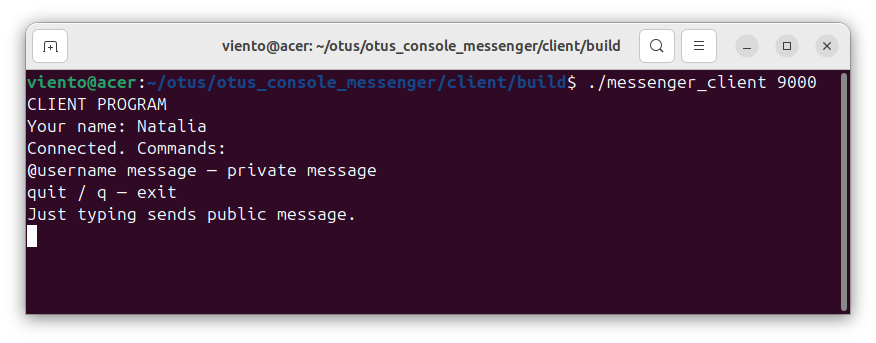 viento@acer: ~/otus/otus_console_messenger/client/build
viento@acer:~/otus/otus_console_messenger/client/build$ ./messenger_client 9000
CLIENT PROGRAM
Your name: Natalia
Connected. Commands:
@username message — private message
quit / q — exit
Just typing sends public message.